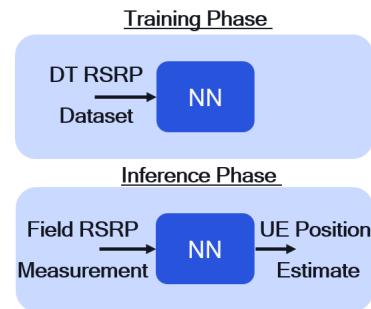 Training Phase
DT RSRP
Dataset
NN
Inference Phase
Field RSRP
Measurement
NN
UE Position
Estimate